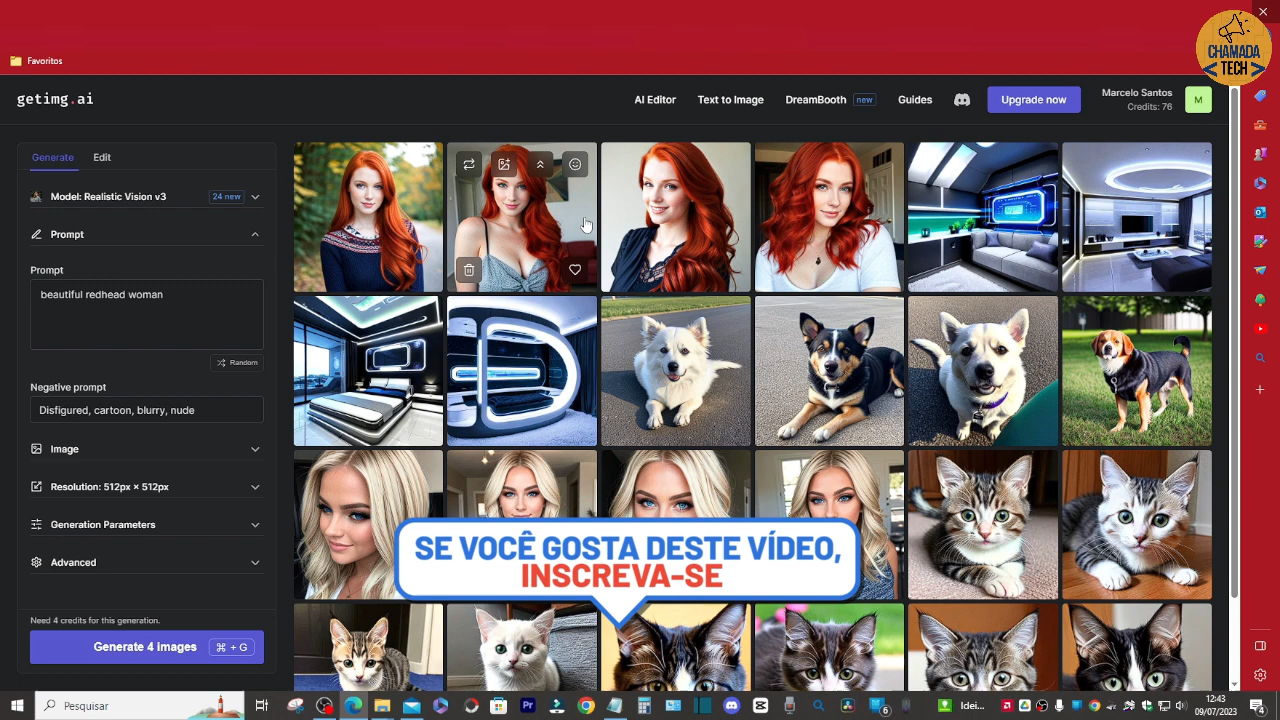 CHAMADA
< TECH >
Favoritos
getimg.ai
AI Editor
Text to Image
DreamBooth
new
Guides
Upgrade now
Marcelo Santos
Credits: 76
M
Generate
Edit
Model: Realistic Vision v3
24 new
Prompt
Prompt
beautiful redhead woman
Random
Negative prompt
Disfigured, cartoon, blurry, nude
Image
Resolution: 512px × 512px
Generation Parameters
Advanced
SE VOCÊ GOSTA DESTE VÍDEO,
INSCREVA-SE
Need 4 credits for this generation.
Generate 4 Images
⌘ + G
Pesquisar
Pr
6
Idei...
12:43
09/07/2023
4